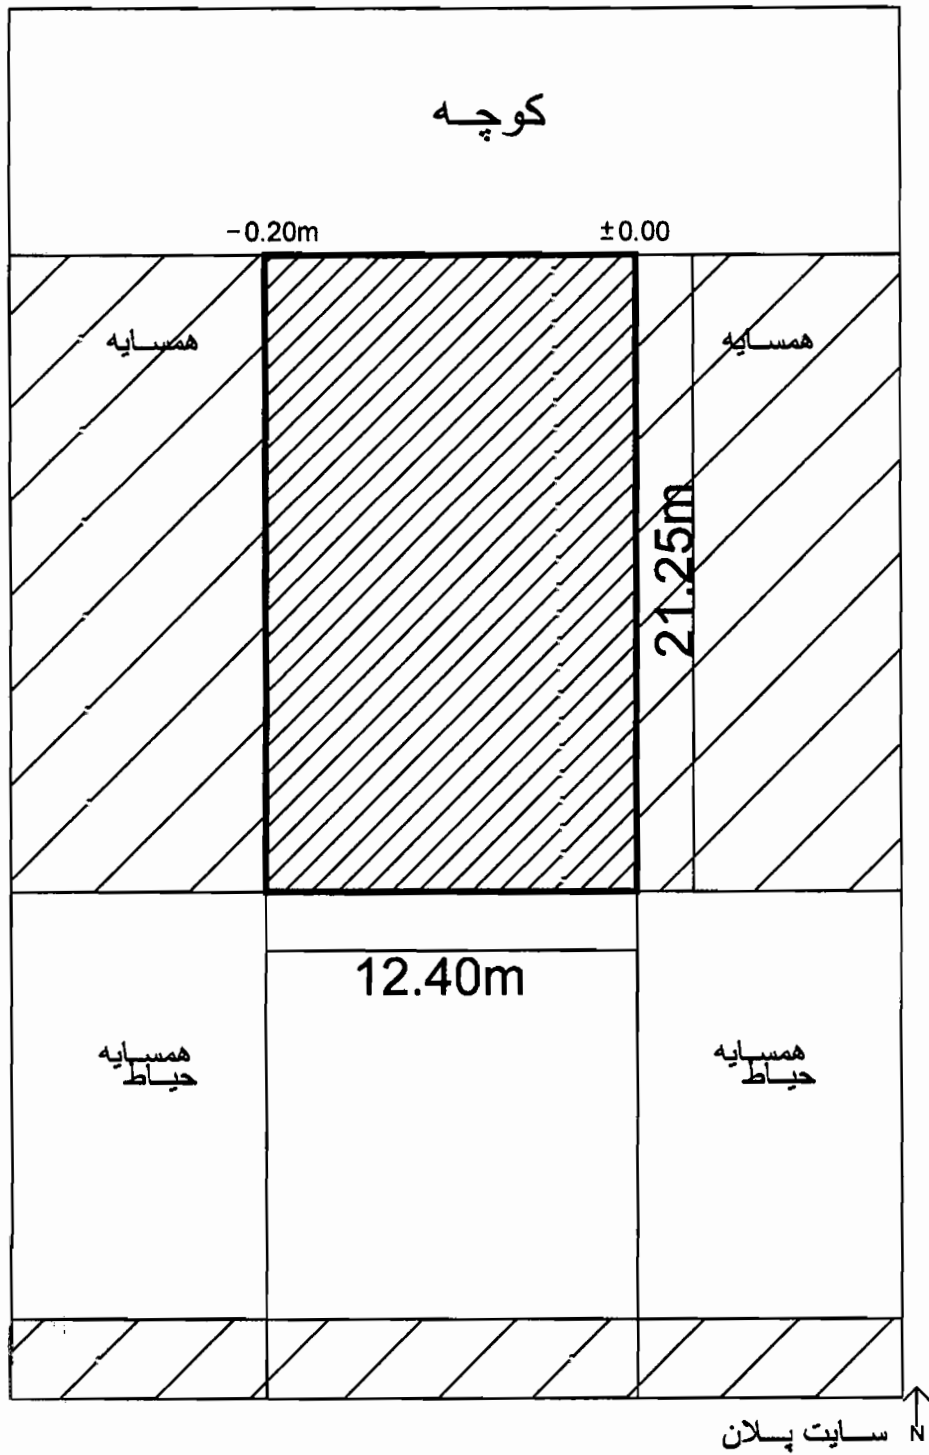 کوچه
−0.20m
±0.00
همسایه
همسایه
21.25m
12.40m
همسایه
حیاط
همسایه
حیاط
سایت پلان
N